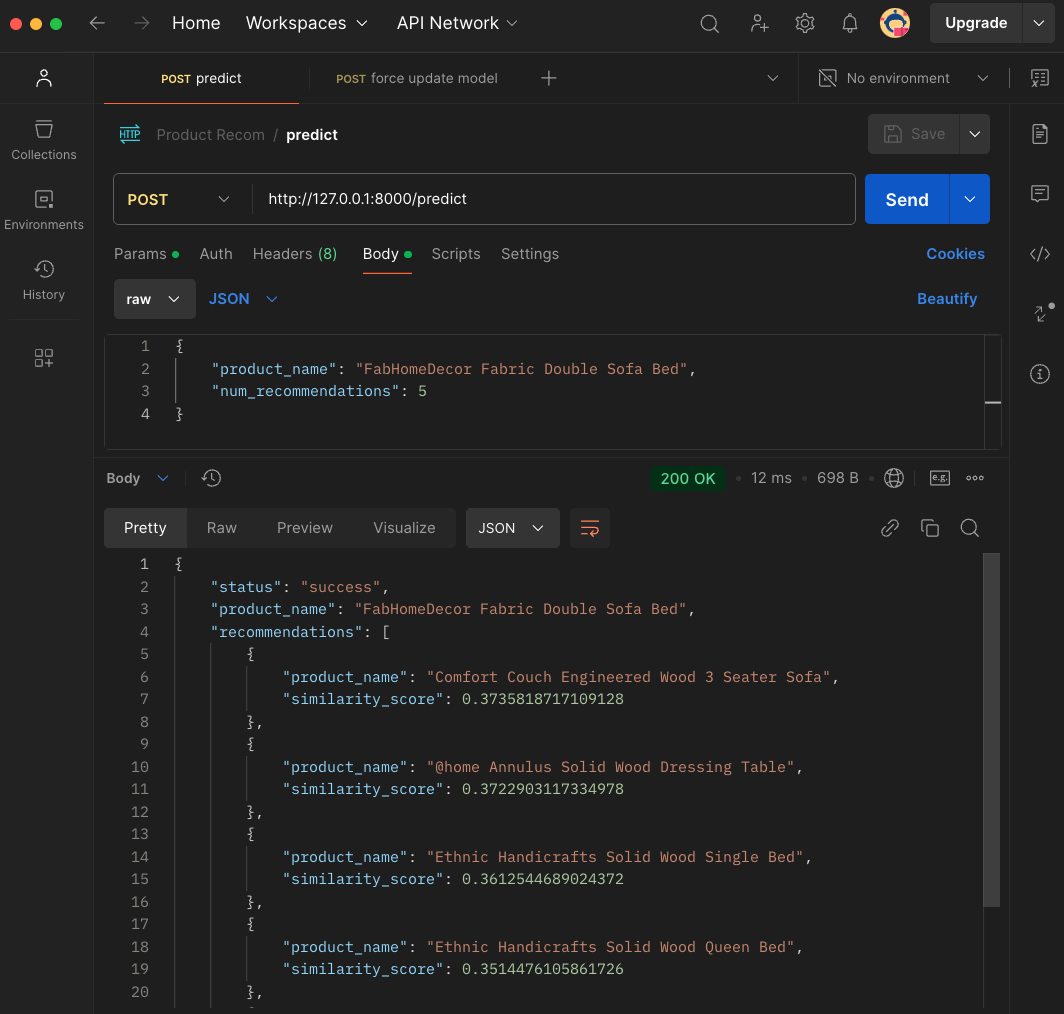 Home Workspaces API Network Upgrade
POST predict POST force update model No environment
Collections
Environments
History
HTTP Product Recom / predict Save
POST http://127.0.0.1:8000/predict Send
Params Auth Headers (8) Body Scripts Settings Cookies
raw JSON Beautify
1 {
2 "product_name": "FabHomeDecor Fabric Double Sofa Bed",
3 "num_recommendations": 5
4 }
Body 200 OK 12 ms 698 B e.g.
Pretty Raw Preview Visualize JSON
1 {
2 "status": "success",
3 "product_name": "FabHomeDecor Fabric Double Sofa Bed",
4 "recommendations": [
5 {
6 "product_name": "Comfort Couch Engineered Wood 3 Seater Sofa",
7 "similarity_score": 0.3735818717109128
8 },
9 {
10 "product_name": "@home Annulus Solid Wood Dressing Table",
11 "similarity_score": 0.3722903117334978
12 },
13 {
14 "product_name": "Ethnic Handicrafts Solid Wood Single Bed",
15 "similarity_score": 0.3612544689024372
16 },
17 {
18 "product_name": "Ethnic Handicrafts Solid Wood Queen Bed",
19 "similarity_score": 0.3514476105861726
20 },